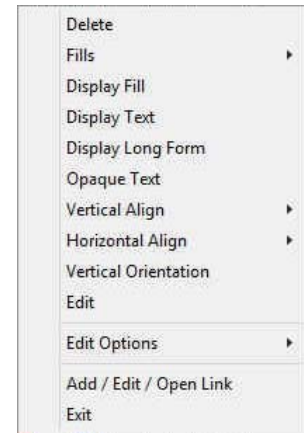 Delete
Fills
Display Fill
Display Text
Display Long Form
Opaque Text
Vertical Align
Horizontal Align
Vertical Orientation
Edit
Edit Options
Add / Edit / Open Link
Exit